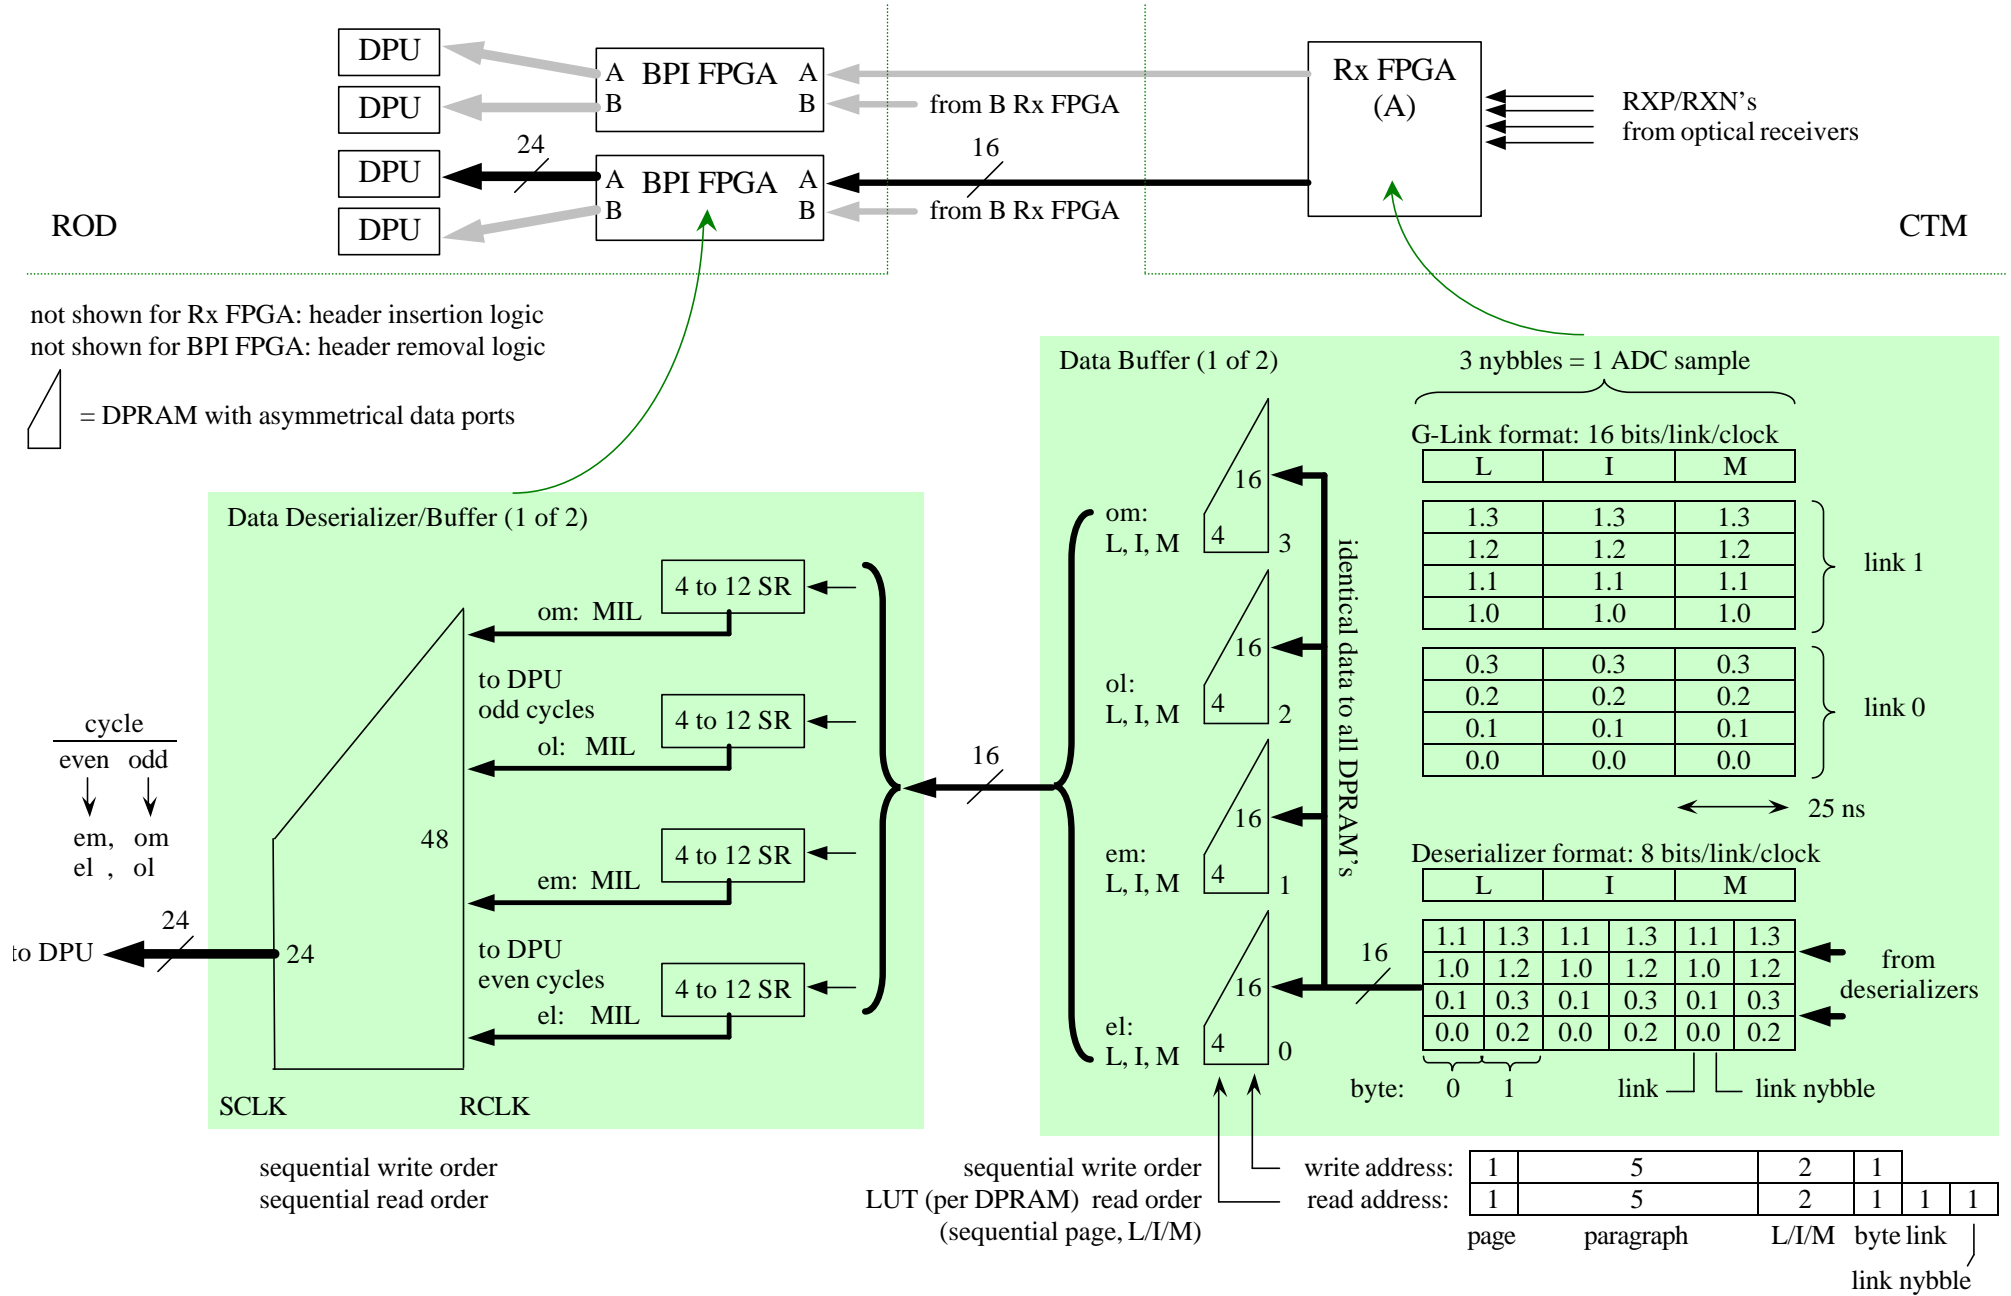 DPU
DPU
DPU
DPU
24
A BPI FPGA A
B B
A BPI FPGA A
B B
from B Rx FPGA
16
from B Rx FPGA
Rx FPGA
(A)
RXP/RXN's
from optical receivers
ROD
CTM
not shown for Rx FPGA: header insertion logic
not shown for BPI FPGA: header removal logic
= DPRAM with asymmetrical data ports
Data Deserializer/Buffer (1 of 2)
4 to 12 SR
om: MIL
to DPU
odd cycles
4 to 12 SR
ol: MIL
48
4 to 12 SR
em: MIL
to DPU
even cycles
4 to 12 SR
el: MIL
24
SCLK
RCLK
cycle
even odd
em, om
el , ol
24
to DPU
sequential write order
sequential read order
16
Data Buffer (1 of 2)
om:
L, I, M
16
4
3
ol:
L, I, M
16
4
2
em:
L, I, M
16
4
1
el:
L, I, M
16
4
0
identical data to all DPRAM's
16
3 nybbles = 1 ADC sample
G-Link format: 16 bits/link/clock
L I M
1.3 1.3 1.3
1.2 1.2 1.2
1.1 1.1 1.1
1.0 1.0 1.0
link 1
0.3 0.3 0.3
0.2 0.2 0.2
0.1 0.1 0.1
0.0 0.0 0.0
link 0
25 ns
Deserializer format: 8 bits/link/clock
L I M
1.1 1.3 1.1 1.3 1.1 1.3
1.0 1.2 1.0 1.2 1.0 1.2
0.1 0.3 0.1 0.3 0.1 0.3
0.0 0.2 0.0 0.2 0.0 0.2
from
deserializers
byte: 0 1
link
link nybble
sequential write order
LUT (per DPRAM) read order
(sequential page, L/I/M)
write address: 1 5 2 1
read address: 1 5 2 1 1 1
page paragraph L/I/M byte link
link nybble